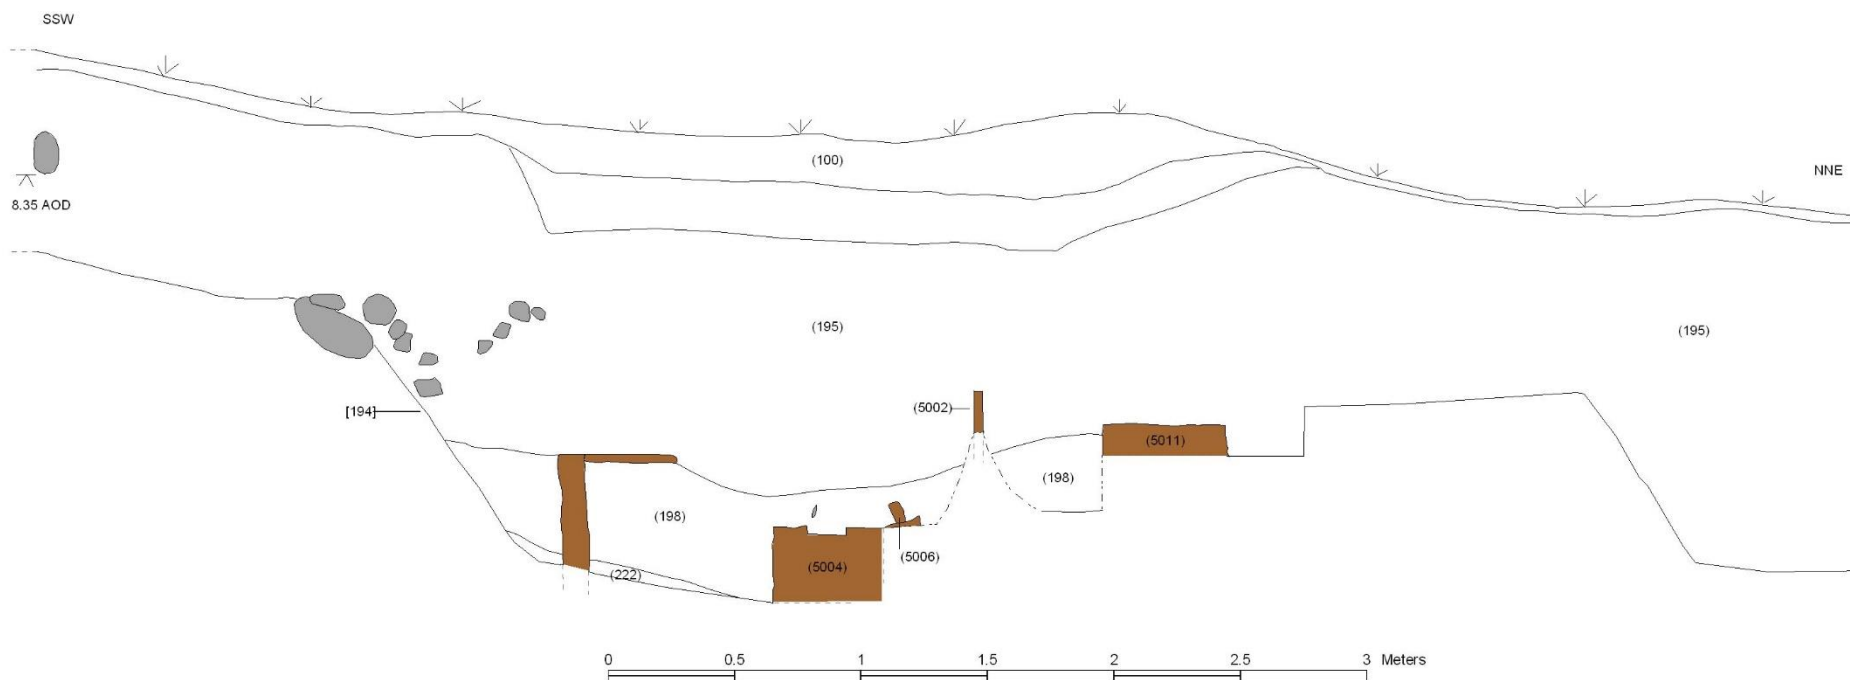 SSW
(100)
NNE
8.35 AOD
(195)
(195)
[194]
(5002)
(5011)
(198)
(198)
(5006)
(5004)
(222)
0 0.5 1 1.5 2 2.5 3 Meters